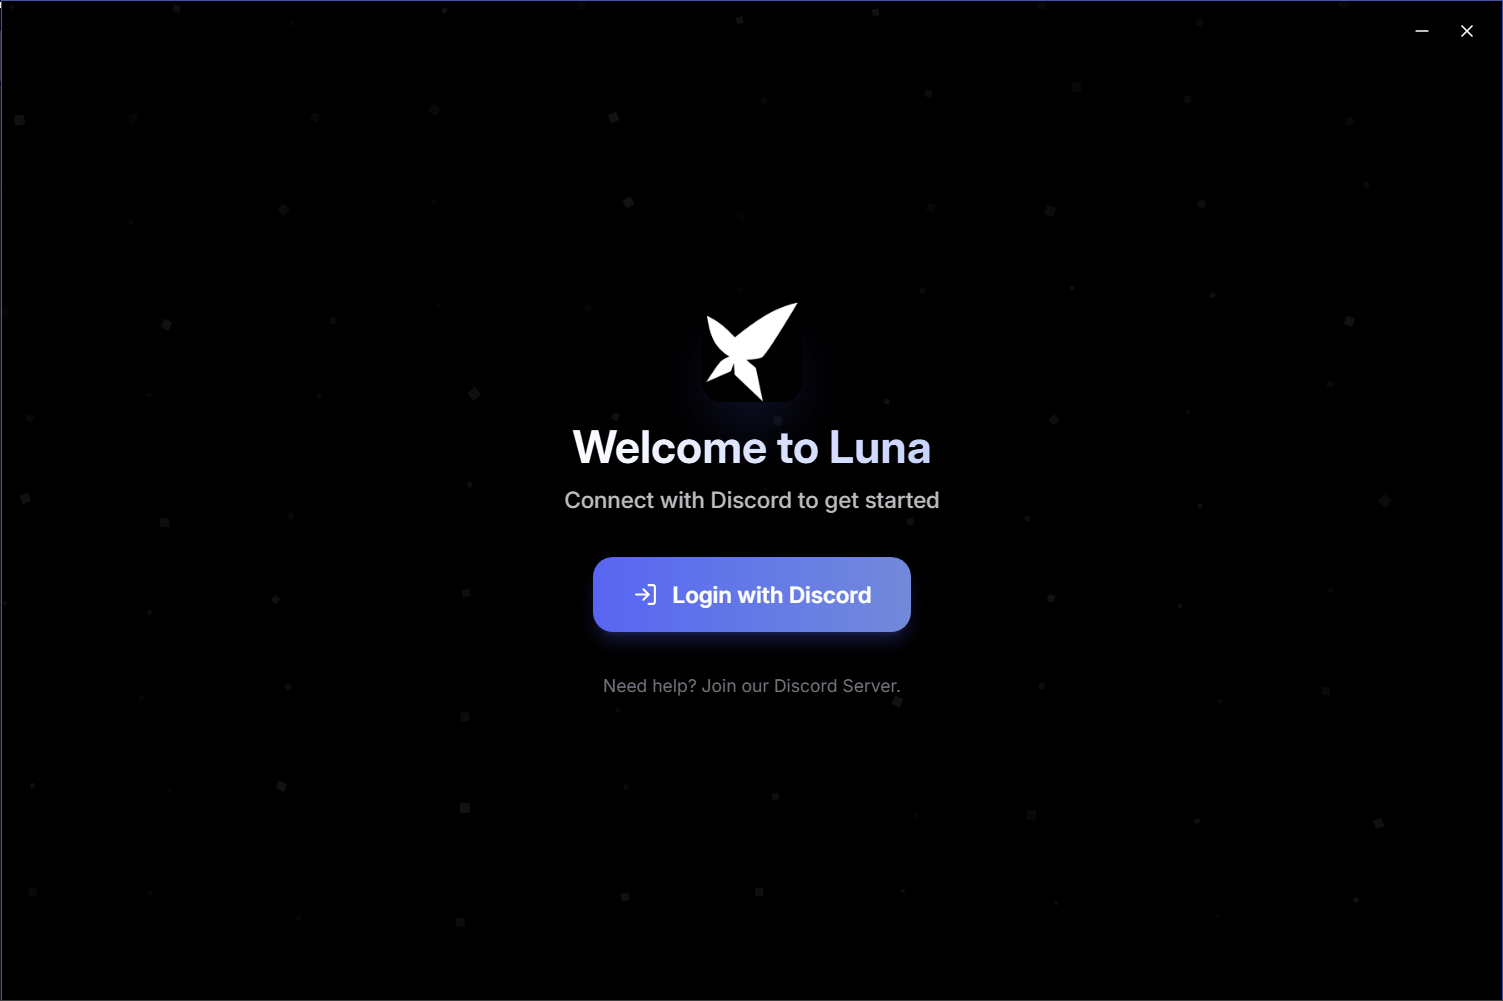 Welcome to Luna
Connect with Discord to get started
Login with Discord
Need help? Join our Discord Server.